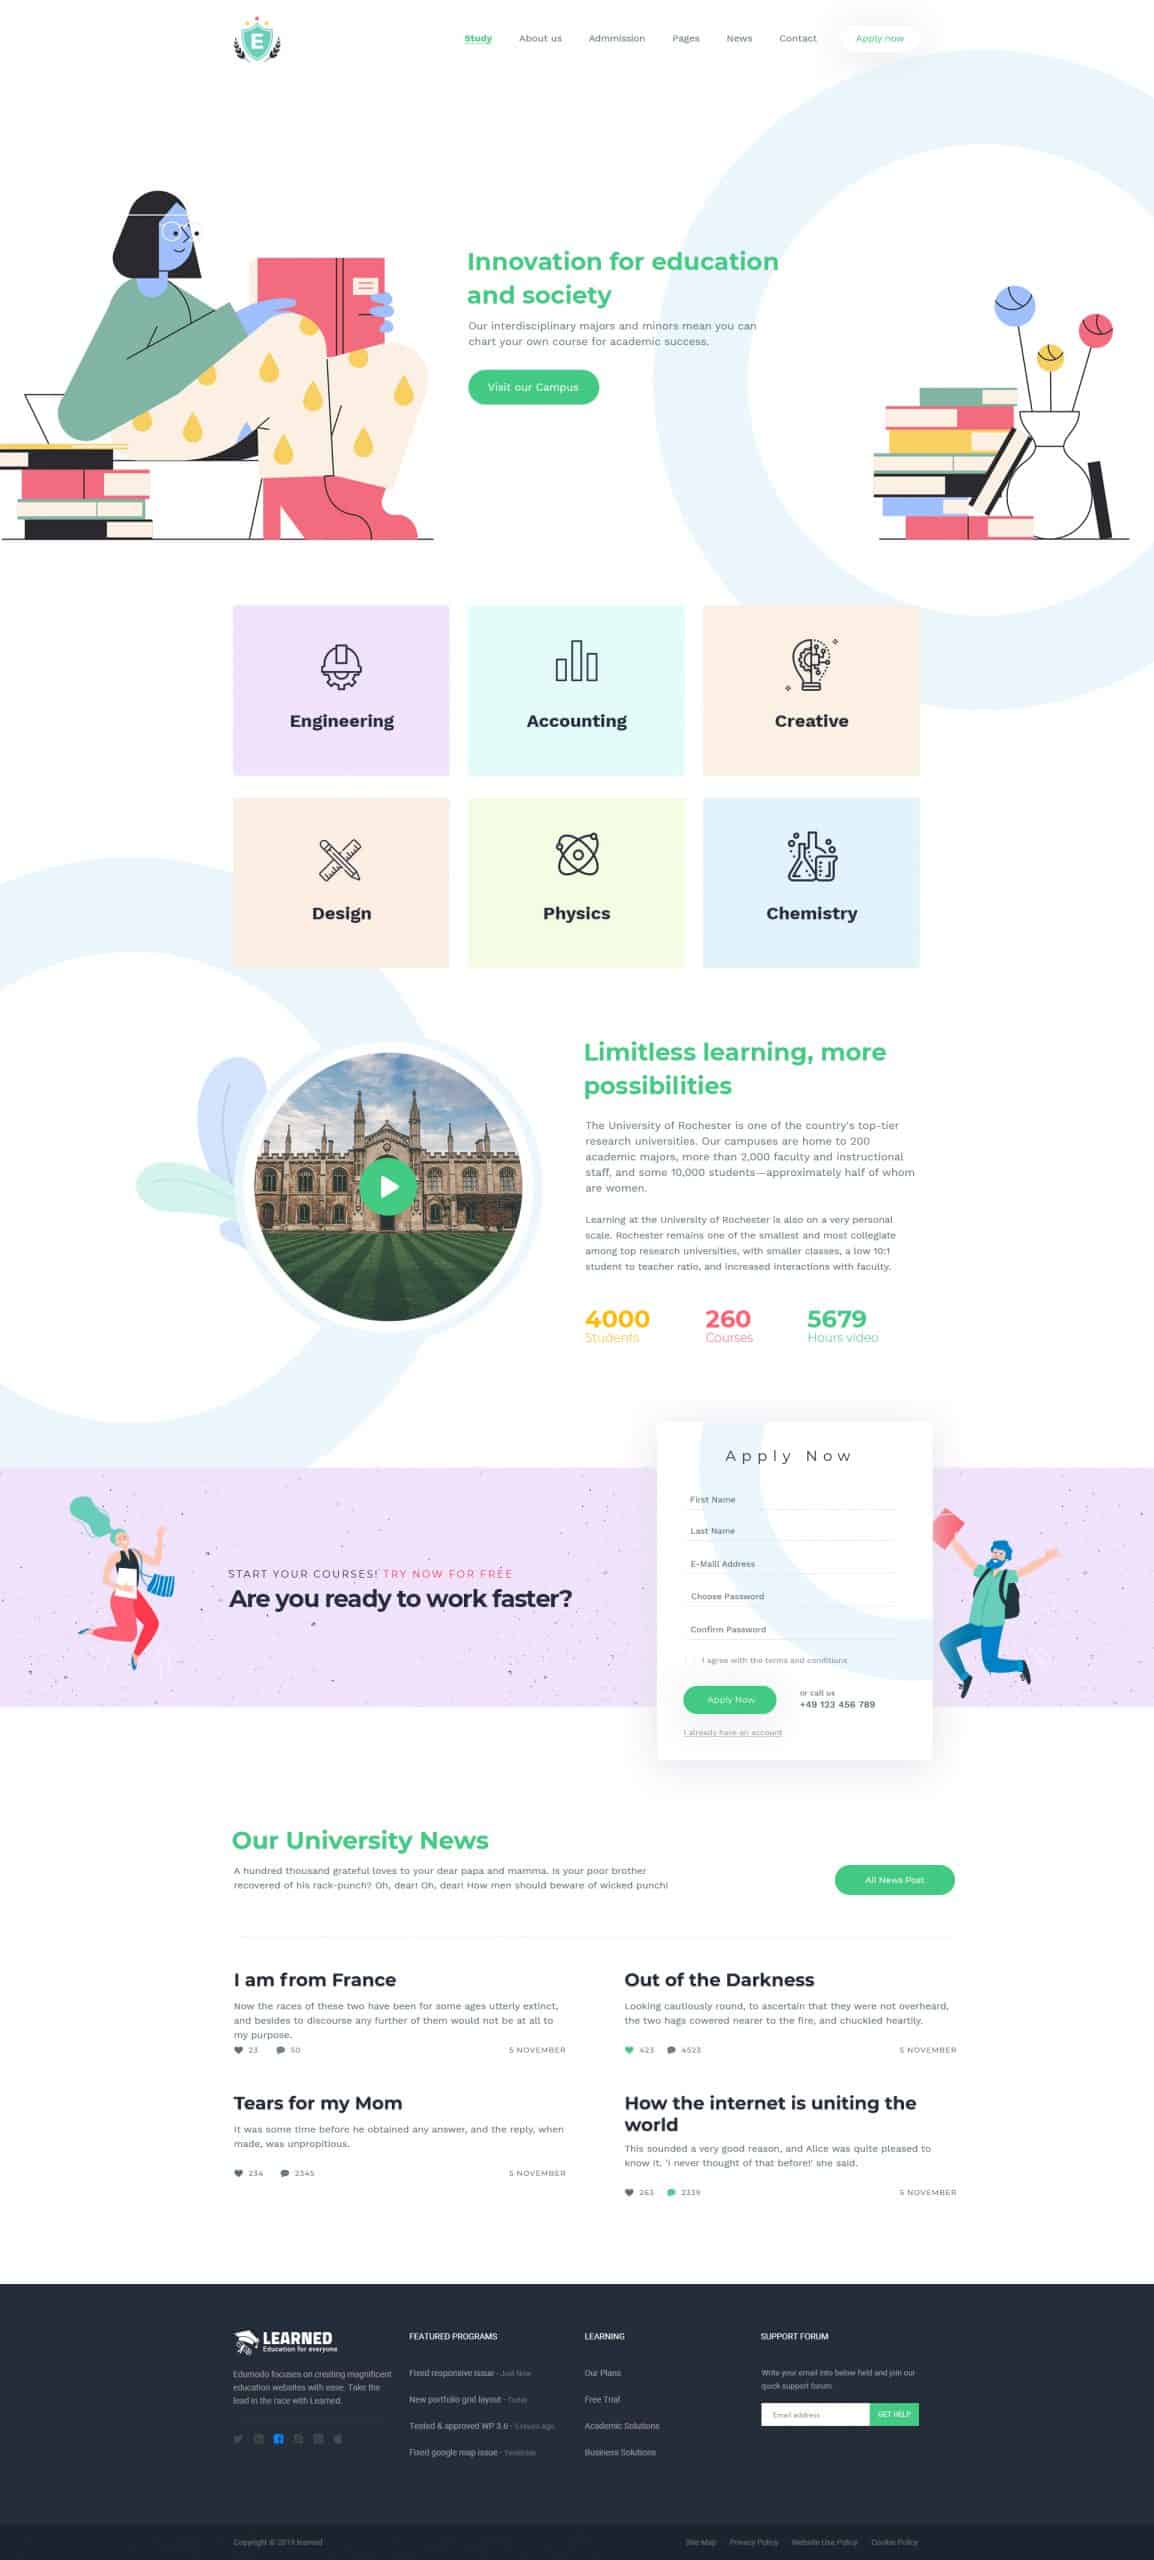 E
Study
About us
Admmission
Pages
News
Contact
Apply now
Innovation for education
and society
Our interdisciplinary majors and minors mean you can
chart your own course for academic success.
Visit our Campus
Engineering
Accounting
Creative
Design
Physics
Chemistry
Limitless learning, more
possibilities
The University of Rochester is one of the country's top-tier
research universities. Our campuses are home to 200
academic majors, more than 2,000 faculty and instructional
staff, and some 10,000 students—approximately half of whom
are women.
Learning at the University of Rochester is also on a very personal
scale. Rochester remains one of the smallest and most collegiate
among top research universities, with smaller classes, a low 10:1
student to teacher ratio, and increased interactions with faculty.
4000
Students
260
Courses
5679
Hours video
START YOUR COURSES! TRY NOW FOR FREE
Are you ready to work faster?
Apply Now
First Name
Last Name
E-Maill Address
Choose Password
Confirm Password
I agree with the terms and conditions
Apply Now
or call us
+49 123 456 789
I already have an account
Our University News
A hundred thousand grateful loves to your dear papa and mamma. Is your poor brother
recovered of his rack-punch? Oh, dear! Oh, dear! How men should beware of wicked punch!
All News Post
I am from France
Now the races of these two have been for some ages utterly extinct,
and besides to discourse any further of them would not be at all to
my purpose.
23 50 5 NOVEMBER
Out of the Darkness
Looking cautiously round, to ascertain that they were not overheard,
the two hags cowered nearer to the fire, and chuckled heartily.
423 4523 5 NOVEMBER
Tears for my Mom
It was some time before he obtained any answer, and the reply, when
made, was unpropitious.
234 2345 5 NOVEMBER
How the internet is uniting the
world
This sounded a very good reason, and Alice was quite pleased to
know it. 'I never thought of that before!' she said.
263 2339 5 NOVEMBER
LEARNED
Education for everyone
Edumodo focuses on creating magnificent
education websites with ease. Take the
lead in the race with Learned.
FEATURED PROGRAMS
Fixed responsive issue - Just Now
New portfolio grid layout - Today
Tested & approved WP 3.6 - 5 Hours ago
Fixed google map issue - Yesterday
LEARNING
Our Plans
Free Trial
Academic Solutions
Business Solutions
SUPPORT FORUM
Write your email into below field and join our
quick support forum.
Email address
GET HELP
Copyright © 2019 learned
Site Map
Privacy Policy
Website Use Policy
Cookie Policy